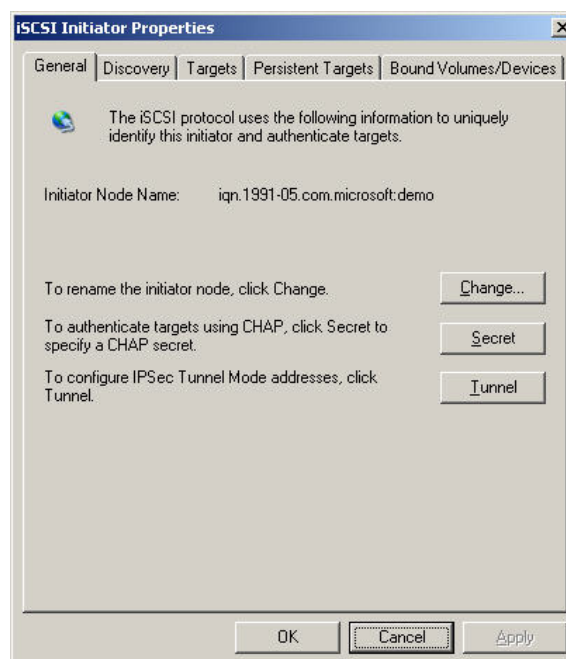 iSCSI Initiator Properties
General Discovery Targets Persistent Targets Bound Volumes/Devices
The iSCSI protocol uses the following information to uniquely
identify this initiator and authenticate targets.
Initiator Node Name: iqn.1991-05.com.microsoft:demo
To rename the initiator node, click Change.
Change...
To authenticate targets using CHAP, click Secret to
specify a CHAP secret.
Secret
To configure IPSec Tunnel Mode addresses, click
Tunnel.
Tunnel
OK Cancel Apply